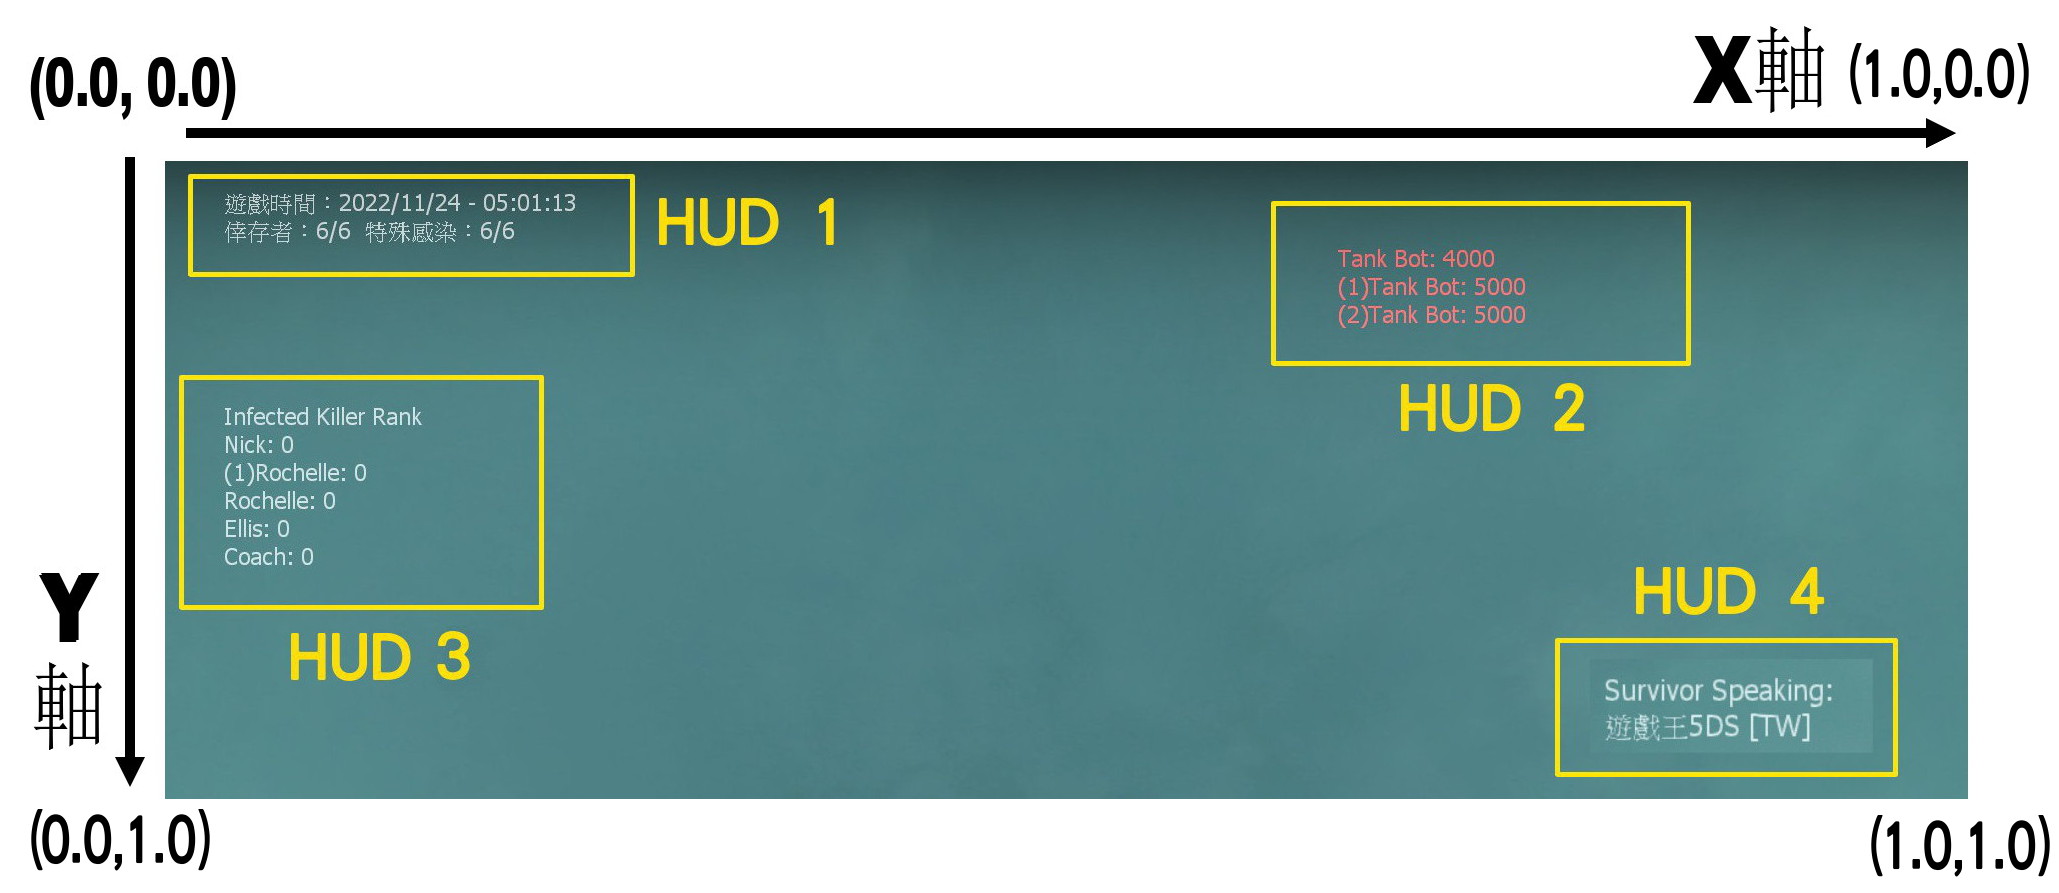 (0.0, 0.0)
X軸 (1.0,0.0)
遊戲時間：2022/11/24 - 05:01:13
倖存者：6/6 特殊感染：6/6
HUD 1
Tank Bot: 4000
(1)Tank Bot: 5000
(2)Tank Bot: 5000
HUD 2
Infected Killer Rank
Nick: 0
(1)Rochelle: 0
Rochelle: 0
Ellis: 0
Coach: 0
HUD 3
HUD 4
Survivor Speaking:
遊戲王5DS [TW]
Y
軸
(0.0,1.0)
(1.0,1.0)